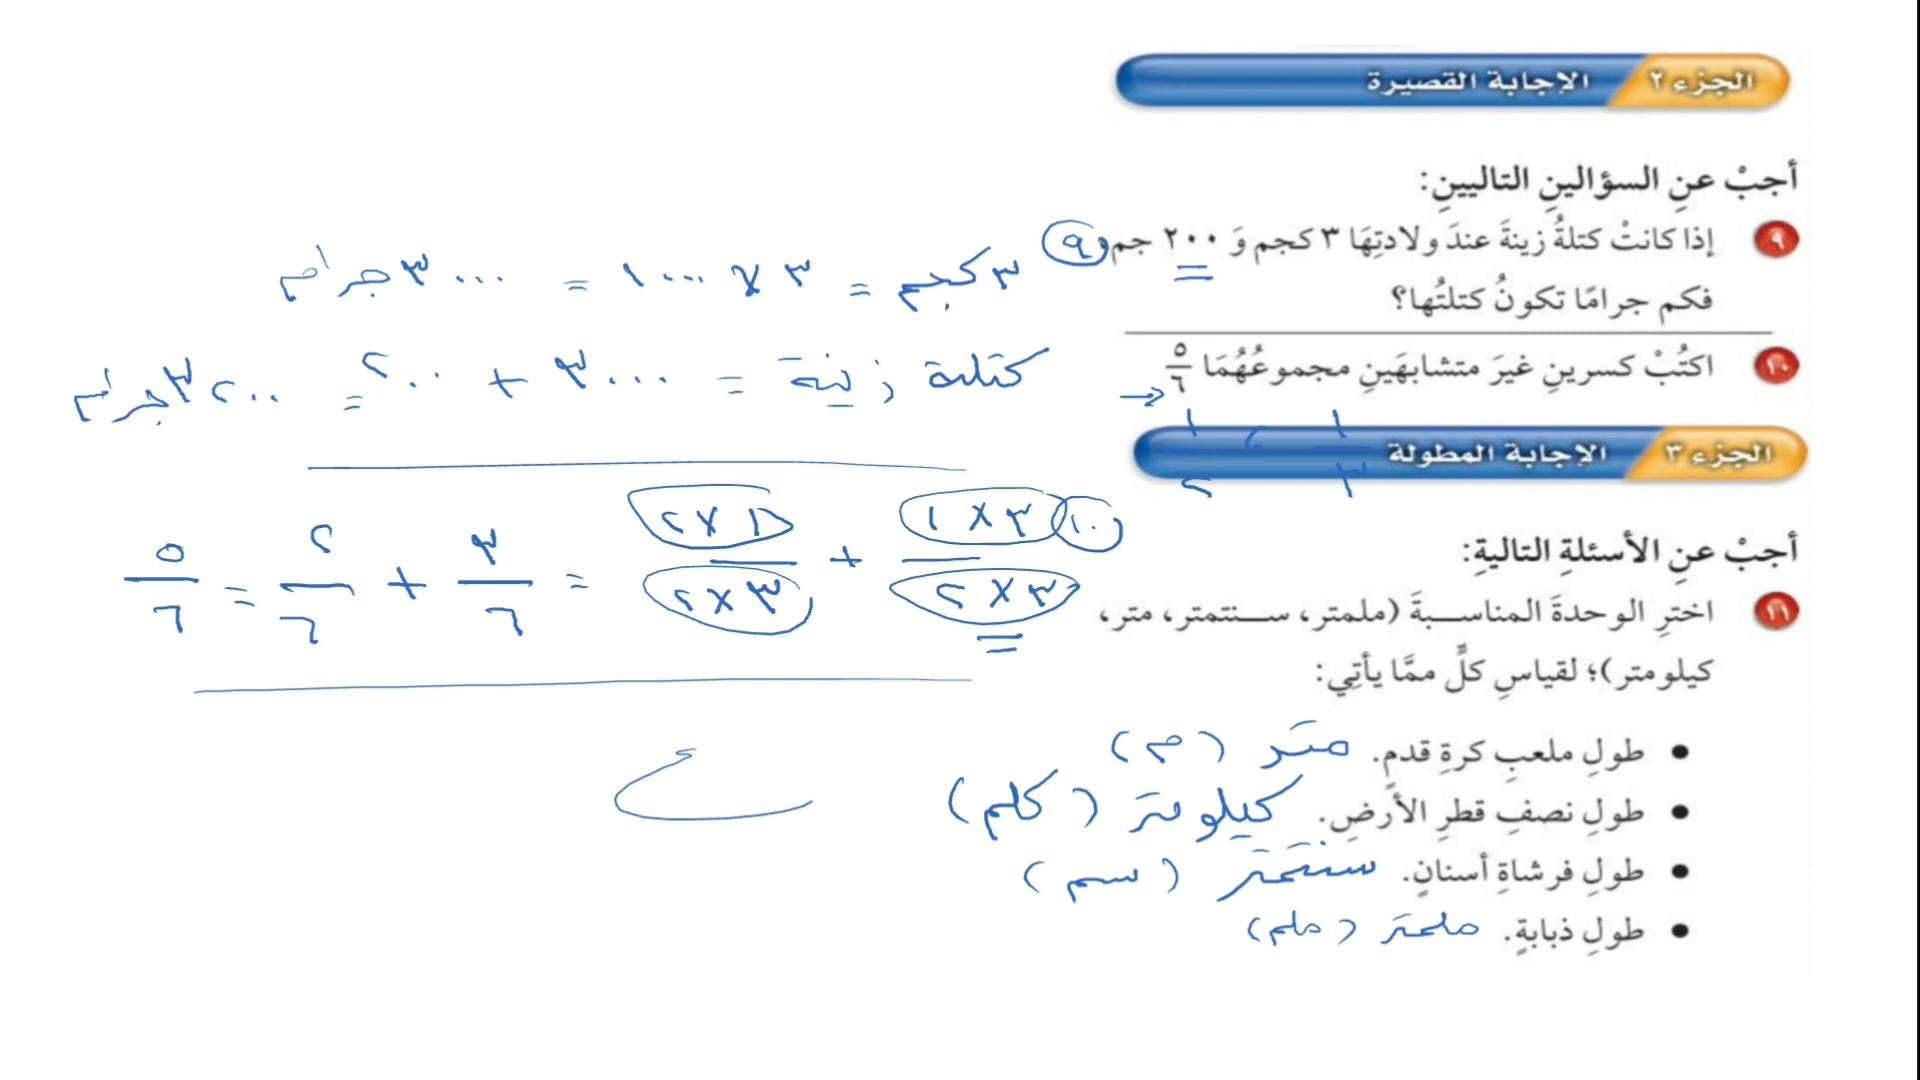 الجزء ٢ الإجابة القصيرة
أجبْ عنِ السؤالينِ التاليينِ:
٩ إذا كانتْ كتلةُ زينةَ عندَ ولادتِهَا ٣ كجم وَ ٢٠٠ جم،
فكم جرامًا تكونُ كتلتُها؟
١٠ اكتُبْ كسرينِ غيرَ متشابهَينِ مجموعُهُمَا ٥/٦
١/٢ ، ١/٣
الجزء ٣ الإجابة المطولة
أجبْ عنِ الأسئلةِ التاليةِ:
١١ اخترِ الوحدةَ المناسبةَ (ملمتر، سنتمتر، متر،
كيلومتر)؛ لقياسِ كلٍّ ممَّا يأتِي:
• طولِ ملعبِ كرةِ قدمٍ. متر (م)
• طولِ نصفِ قطرِ الأرضِ. كيلومتر (كلم)
• طولِ فرشاةِ أسنانٍ. سنتمتر (سم)
• طولِ ذبابةٍ. ملمتر (ملم)
٩ ٣ كجم = ٣ × ١٠٠٠ = ٣٠٠٠ جرام
كتلة زينة = ٣٠٠٠ + ٢٠٠ = ٣٢٠٠ جرام
١٠ ١×٣/٢×٣ + ٢×١/٢×٣ = ٣/٦ + ٢/٦ = ٥/٦